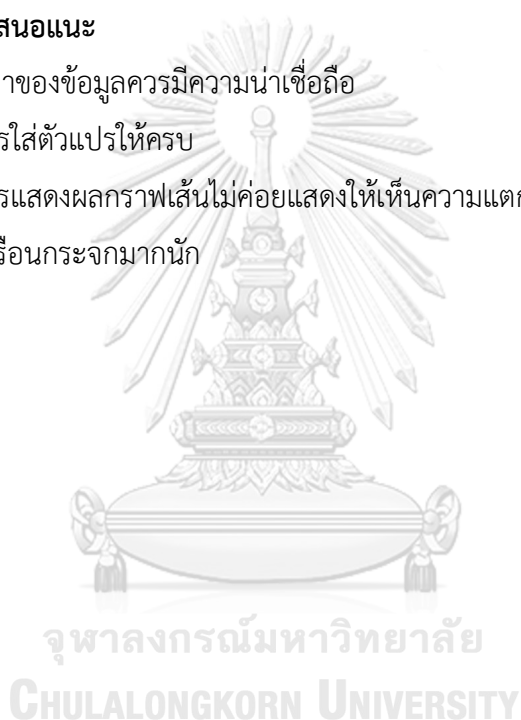 สนอแนะ
าของข้อมูลควรมีความน่าเชื่อถือ
รใส่ตัวแปรให้ครบ
รแสดงผลกราฟเส้นไม่ค่อยแสดงให้เห็นความแตก
รือนกระจกมากนัก
จุฬาลงกรณ์มหาวิทยาลัย
CHULALONGKORN UNIVERSITY